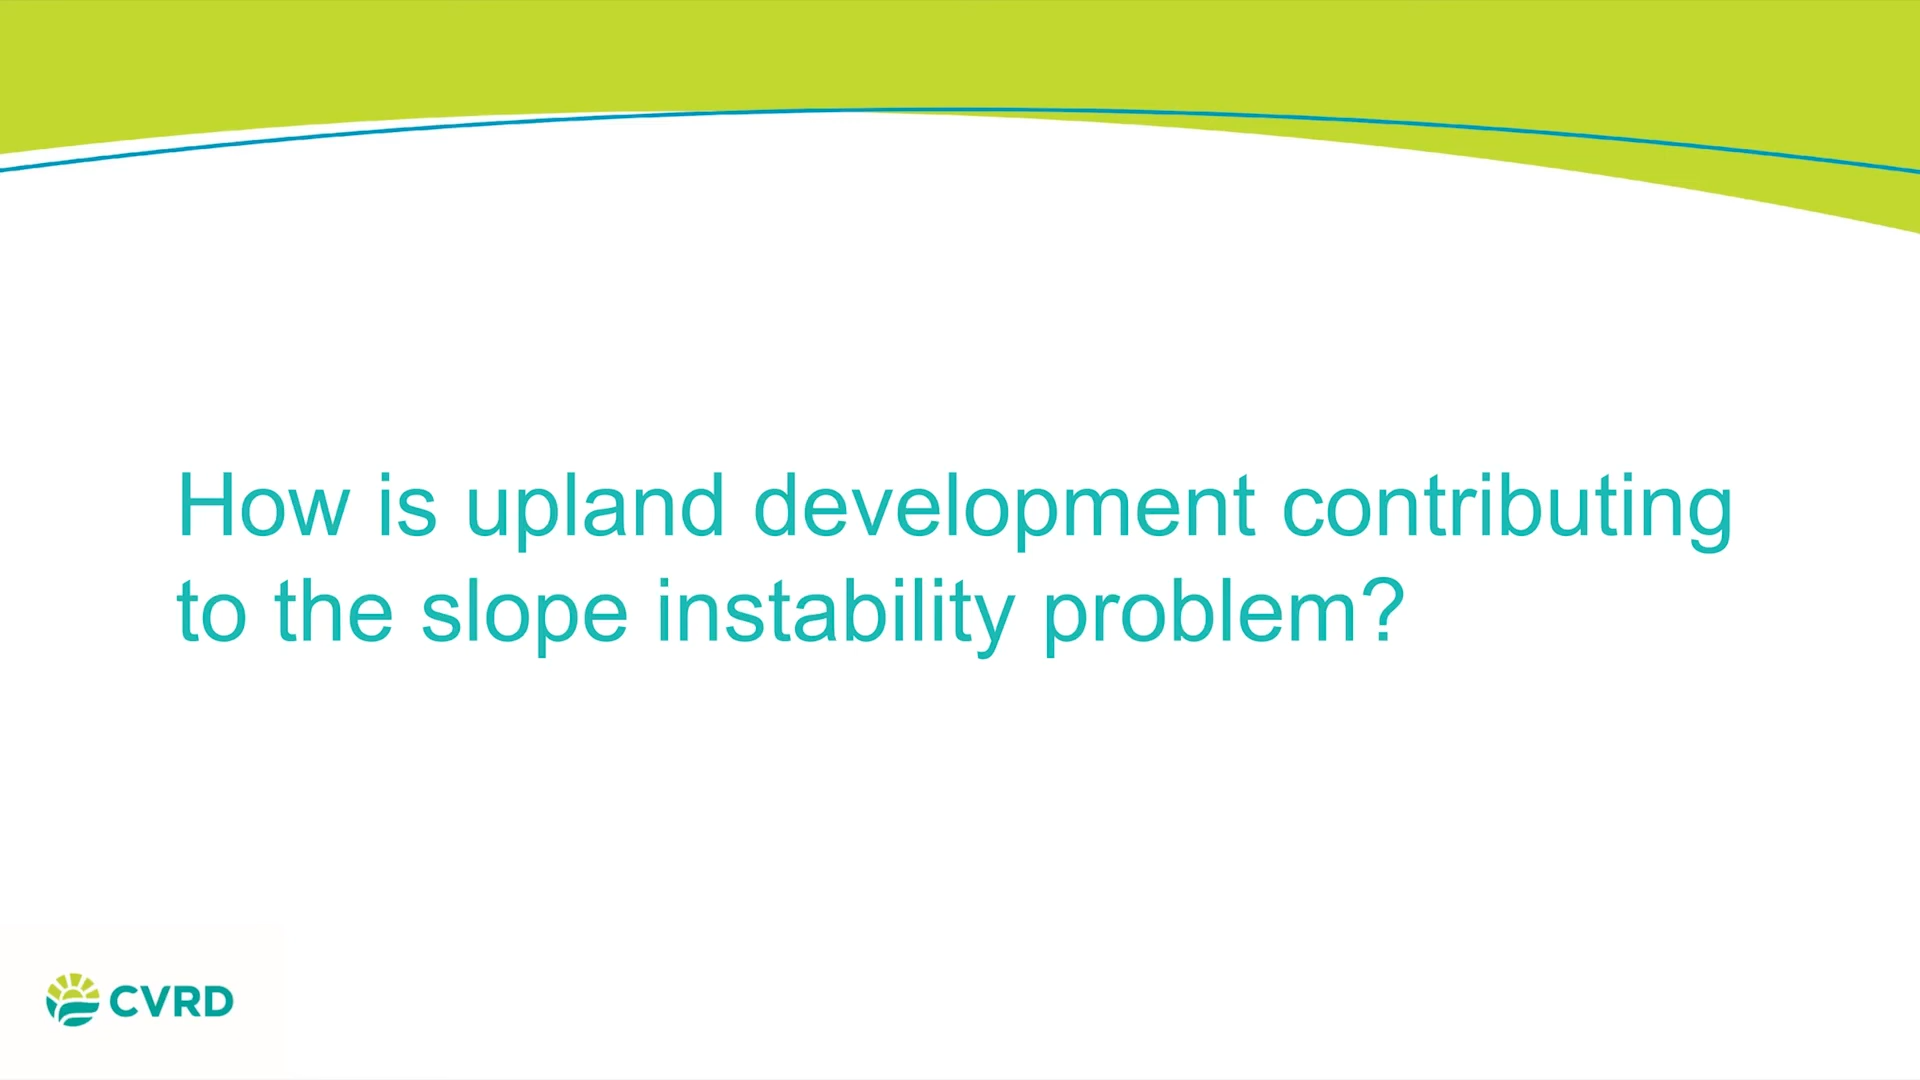 How is upland development contributing
to the slope instability problem?
CVRD